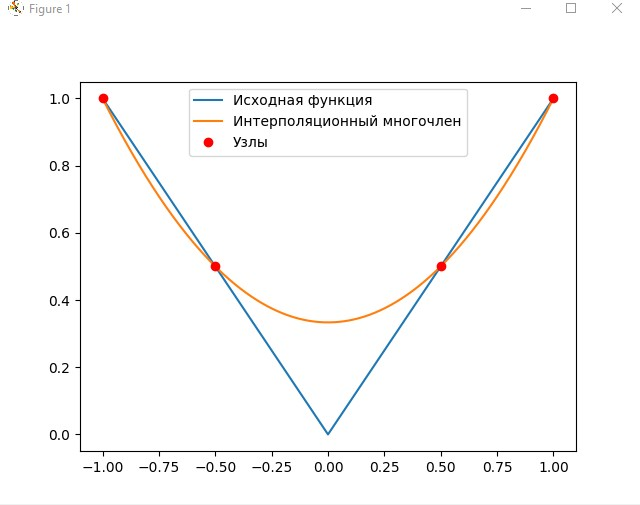 Figure 1
Исходная функция
Интерполяционный многочлен
Узлы
1.0
0.8
0.6
0.4
0.2
0.0
−1.00 −0.75 −0.50 −0.25 0.00 0.25 0.50 0.75 1.00